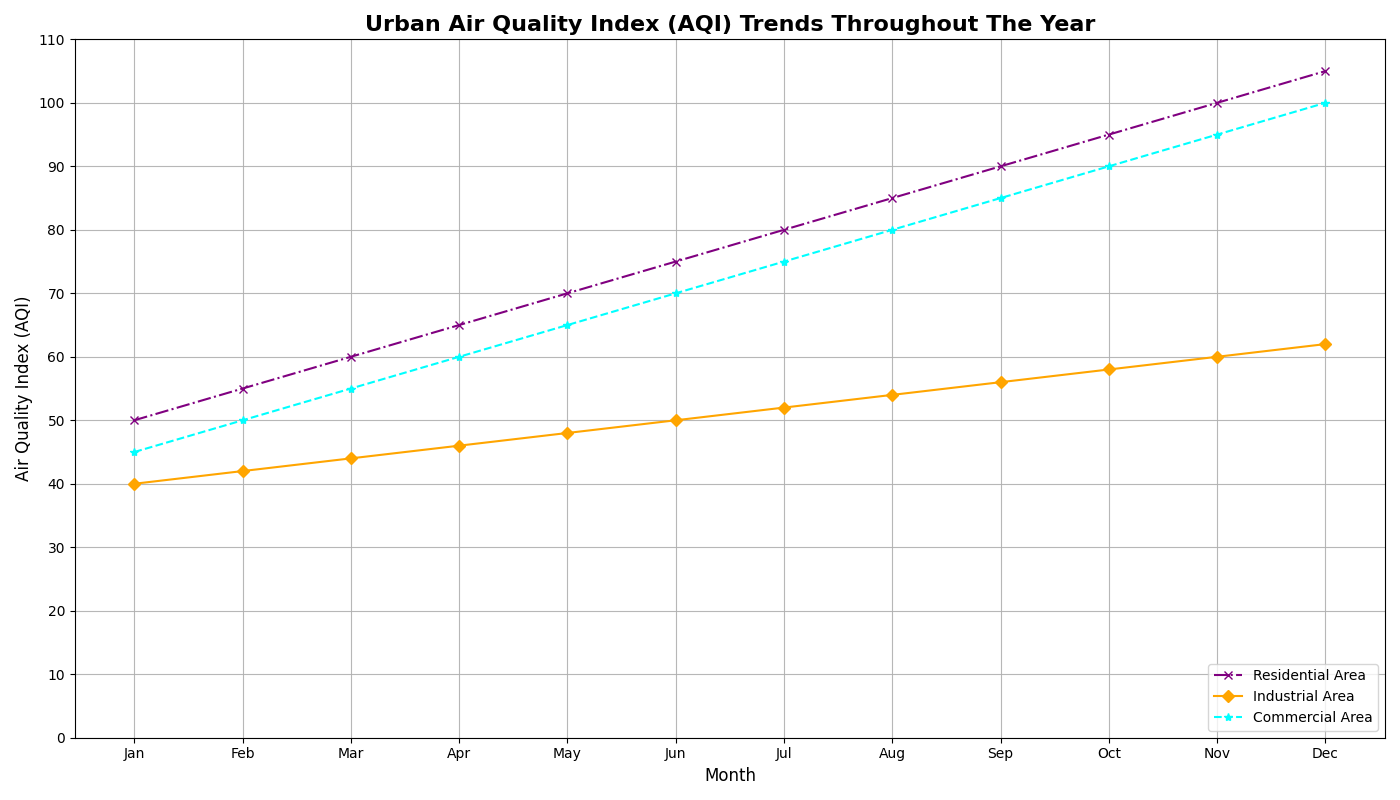 Urban Air Quality Index (AQI) Trends Throughout The Year
Air Quality Index (AQI)
110
100
90
80
70
60
50
40
30
20
10
0
Jan Feb Mar Apr May Jun Jul Aug Sep Oct Nov Dec
Month
Residential Area
Industrial Area
Commercial Area